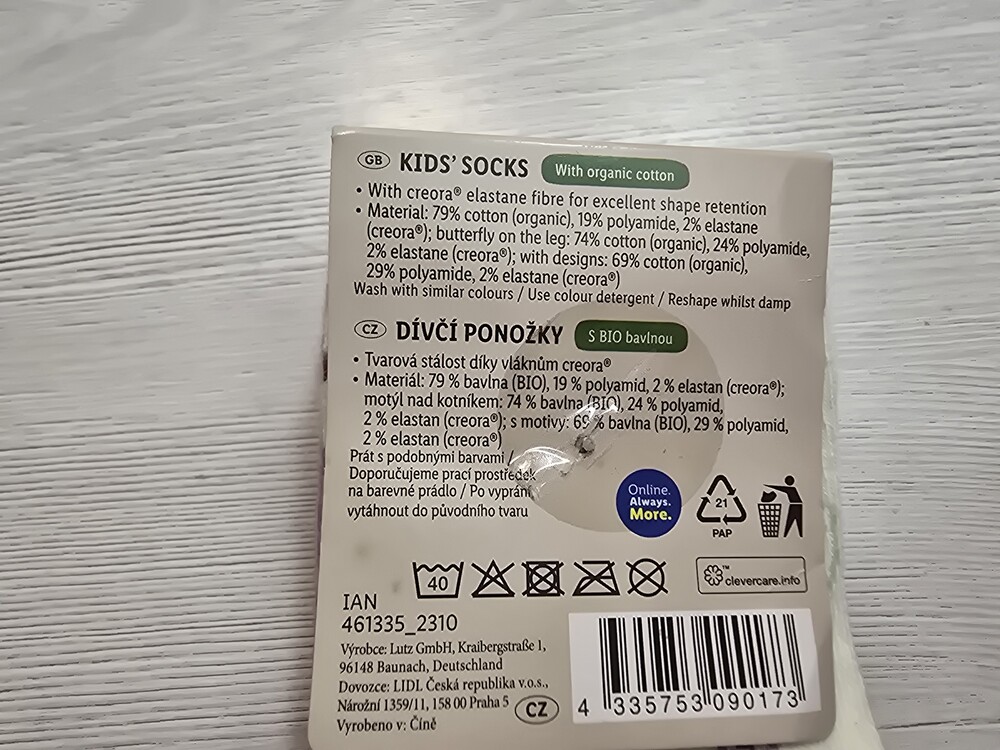 GB KIDS' SOCKS With organic cotton
• With creora® elastane fibre for excellent shape retention
• Material: 79% cotton (organic), 19% polyamide, 2% elastane
(creora®); butterfly on the leg: 74% cotton (organic), 24% polyamide,
2% elastane (creora®); with designs: 69% cotton (organic),
29% polyamide, 2% elastane (creora®)
Wash with similar colours / Use colour detergent / Reshape whilst damp
CZ DÍVČÍ PONOŽKY S BIO bavlnou
• Tvarová stálost díky vláknům creora®
• Materiál: 79 % bavlna (BIO), 19 % polyamid, 2 % elastan (creora®);
motýl nad kotníkem: 74 % bavlna (BIO), 24 % polyamid,
2 % elastan (creora®); s motivy: 69 % bavlna (BIO), 29 % polyamid,
2 % elastan (creora®)
Prát s podobnými barvami /
Doporučujeme prací prostředek
na barevné prádlo / Po vyprání
vytáhnout do původního tvaru
Online.
Always.
More.
21
PAP
40
clevercare.info™
IAN
461335_2310
Výrobce: Lutz GmbH, Kraibergstraße 1,
96148 Baunach, Deutschland
Dovozce: LIDL Česká republika v.o.s.,
Nárožní 1359/11, 158 00 Praha 5
Vyrobeno v: Číně
CZ
4 335753 090173